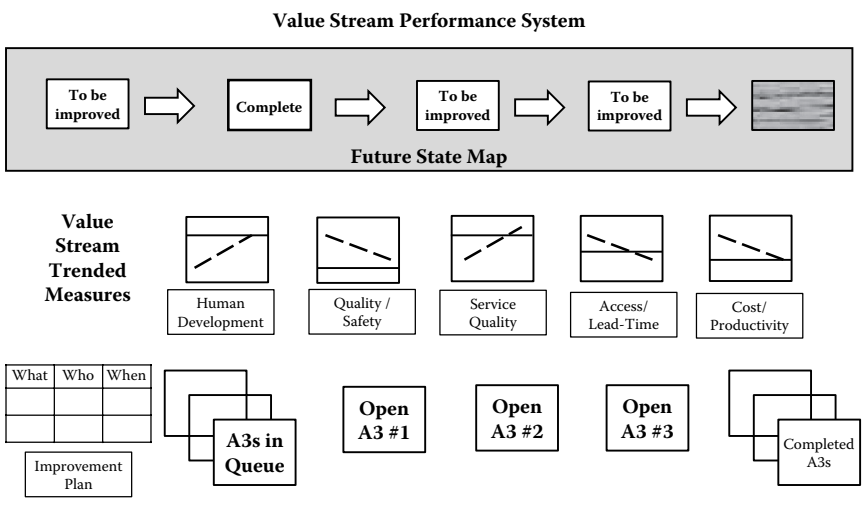 Value Stream Performance System
To be
improved
Complete
To be
improved
To be
improved
Future State Map
Value
Stream
Trended
Measures
Human
Development
Quality /
Safety
Service
Quality
Access/
Lead-Time
Cost/
Productivity
What Who When
Improvement
Plan
A3s in
Queue
Open
A3 #1
Open
A3 #2
Open
A3 #3
Completed
A3s